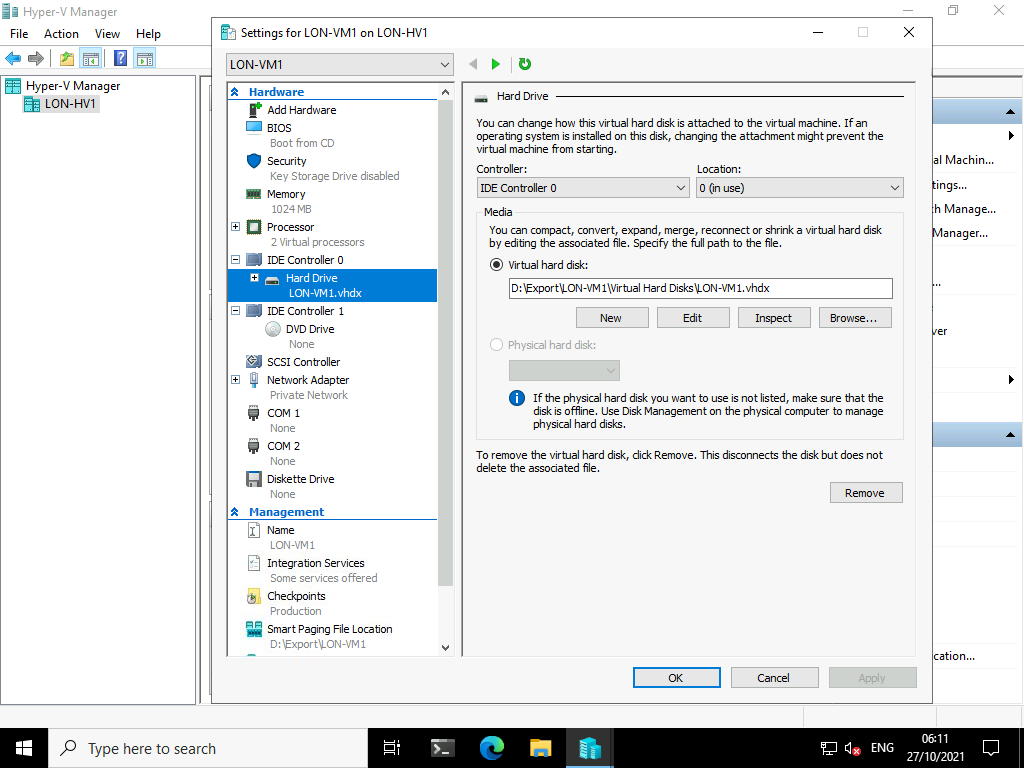 Hyper-V Manager
File Action View Help
Hyper-V Manager
LON-HV1
Settings for LON-VM1 on LON-HV1
LON-VM1
Hardware
Add Hardware
BIOS
Boot from CD
Security
Key Storage Drive disabled
Memory
1024 MB
Processor
2 Virtual processors
IDE Controller 0
Hard Drive
LON-VM1.vhdx
IDE Controller 1
DVD Drive
None
SCSI Controller
Network Adapter
Private Network
COM 1
None
COM 2
None
Diskette Drive
None
Management
Name
LON-VM1
Integration Services
Some services offered
Checkpoints
Production
Smart Paging File Location
D:\Export\LON-VM1
Hard Drive
You can change how this virtual hard disk is attached to the virtual machine. If an
operating system is installed on this disk, changing the attachment might prevent the
virtual machine from starting.
Controller: Location:
IDE Controller 0 0 (in use)
Media
You can compact, convert, expand, merge, reconnect or shrink a virtual hard disk
by editing the associated file. Specify the full path to the file.
Virtual hard disk:
D:\Export\LON-VM1\Virtual Hard Disks\LON-VM1.vhdx
New Edit Inspect Browse...
Physical hard disk:
If the physical hard disk you want to use is not listed, make sure that the
disk is offline. Use Disk Management on the physical computer to manage
physical hard disks.
To remove the virtual hard disk, click Remove. This disconnects the disk but does not
delete the associated file.
Remove
OK Cancel Apply
al Machin...
tings...
h Manage...
Manager...
...
ver
cation...
Type here to search
ENG
06:11
27/10/2021